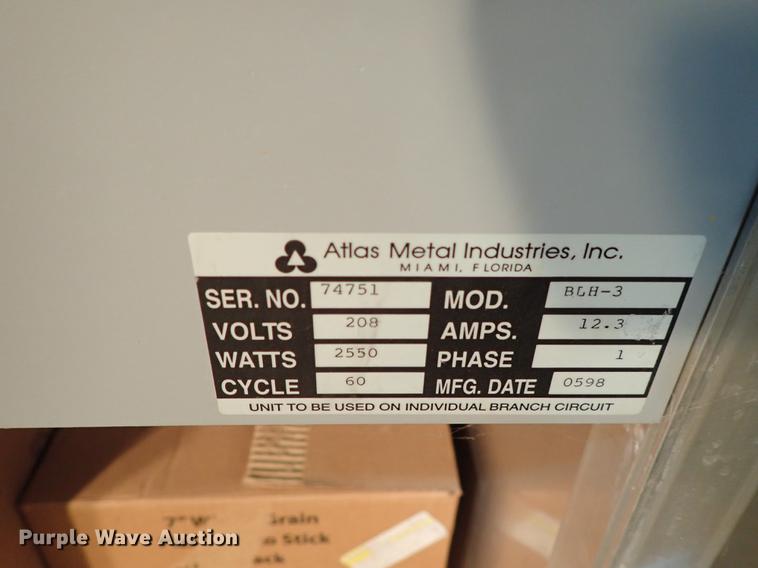 Atlas Metal Industries, Inc.
MIAMI, FLORIDA
SER. NO. 74751 MOD. BLH-3
VOLTS 208 AMPS. 12.3
WATTS 2550 PHASE 1
CYCLE 60 MFG. DATE 0598
UNIT TO BE USED ON INDIVIDUAL BRANCH CIRCUIT
Stick
Purple Wave Auction